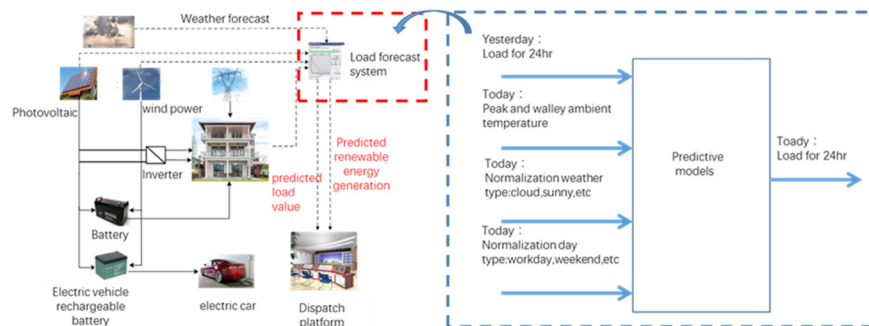 Weather forecast
Load forecast
system
Photovoltaic
wind power
Inverter
predicted
load
value
Predicted
renewable
energy
generation
Battery
Electric vehicle
rechargeable
battery
electric car
Dispatch
platform
Yesterday：
Load for 24hr
Today：
Peak and walley ambient
temperature
Today：
Normalization weather
type:cloud,sunny,etc
Today：
Normalization day
type:workday,weekend,etc
Predictive
models
Toady：
Load for 24hr